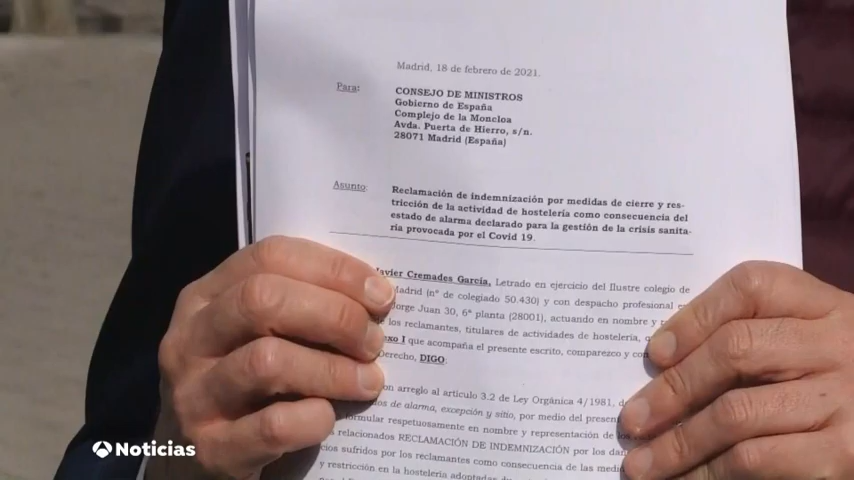 Madrid, 18 de febrero de 2021.
Para:
CONSEJO DE MINISTROS
Gobierno de España
Complejo de la Moncloa
Avda. Puerta de Hierro, s/n.
28071 Madrid (España)
Asunto:
Reclamación de indemnización por medidas de cierre y res-
tricción de la actividad de hostelería como consecuencia del
estado de alarma declarado para la gestión de la crisis sanita-
ria provocada por el Covid 19.
Javier Cremades García, Letrado en ejercicio del Ilustre colegio de
Madrid (nº de colegiado 50.430) y con despacho profesional
Jorge Juan 30, 6ª planta (28001), actuando en nombre y
los reclamantes, titulares de actividades de hostelería,
que acompaña el presente escrito, comparezco y
Derecho, DIGO:
arreglo al artículo 3.2 de Ley Orgánica 4/1981,
de alarma, excepción y sitio, por medio del
formular respetuosamente en nombre y representación de
relacionados RECLAMACIÓN DE INDEMNIZACIÓN por los
sufridos por los reclamantes como consecuencia de las
y restricción en la hostelería
Noticias